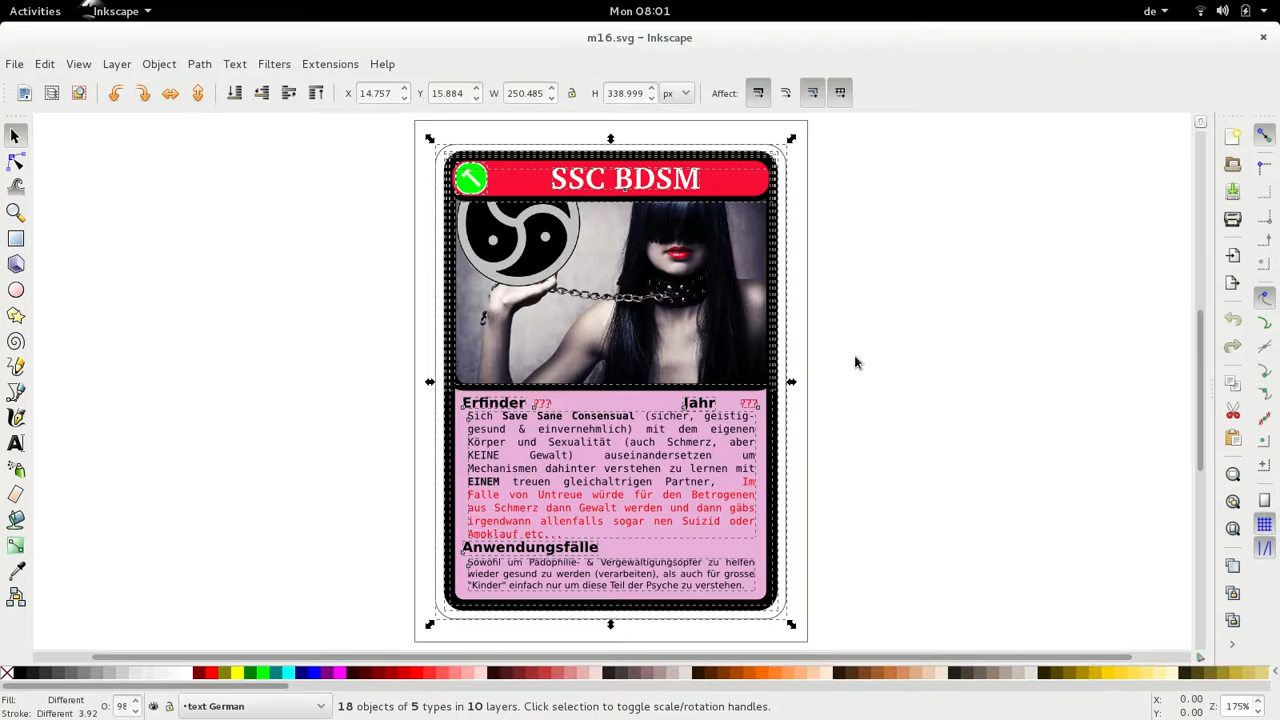 Activities Inkscape Mon 08:01 de
m16.svg – Inkscape
File Edit View Layer Object Path Text Filters Extensions Help
X 14.757 Y 15.884 W 250.485 H 338.999 px Affect:
SSC BDSM
Erfinder ??? Jahr ???
Sich Save Sane Consensual (sicher, geistig-
gesund & einvernehmlich) mit dem eigenen
Körper und Sexualität (auch Schmerz, aber
KEINE Gewalt) auseinandersetzen um
Mechanismen dahinter verstehen zu lernen mit
EINEM treuen gleichaltrigen Partner, Im
Falle von Untreue würde für den Betrogenen
aus Schmerz dann Gewalt werden und dann gäbs
irgendwann allenfalls sogar nen Suizid oder
Amoklauf etc...
Anwendungsfälle
Sowohl um Pädophilie- & Vergewaltigungsopfer zu helfen
wieder gesund zu werden (verarbeiten), als auch für grosse
"Kinder" einfach nur um diese Teil der Psyche zu verstehen.
Fill: Different
Stroke: Different 3.92
O: 98
•text German
18 objects of 5 types in 10 layers. Click selection to toggle scale/rotation handles.
X: 0.00
Y: 0.00
Z: 175%